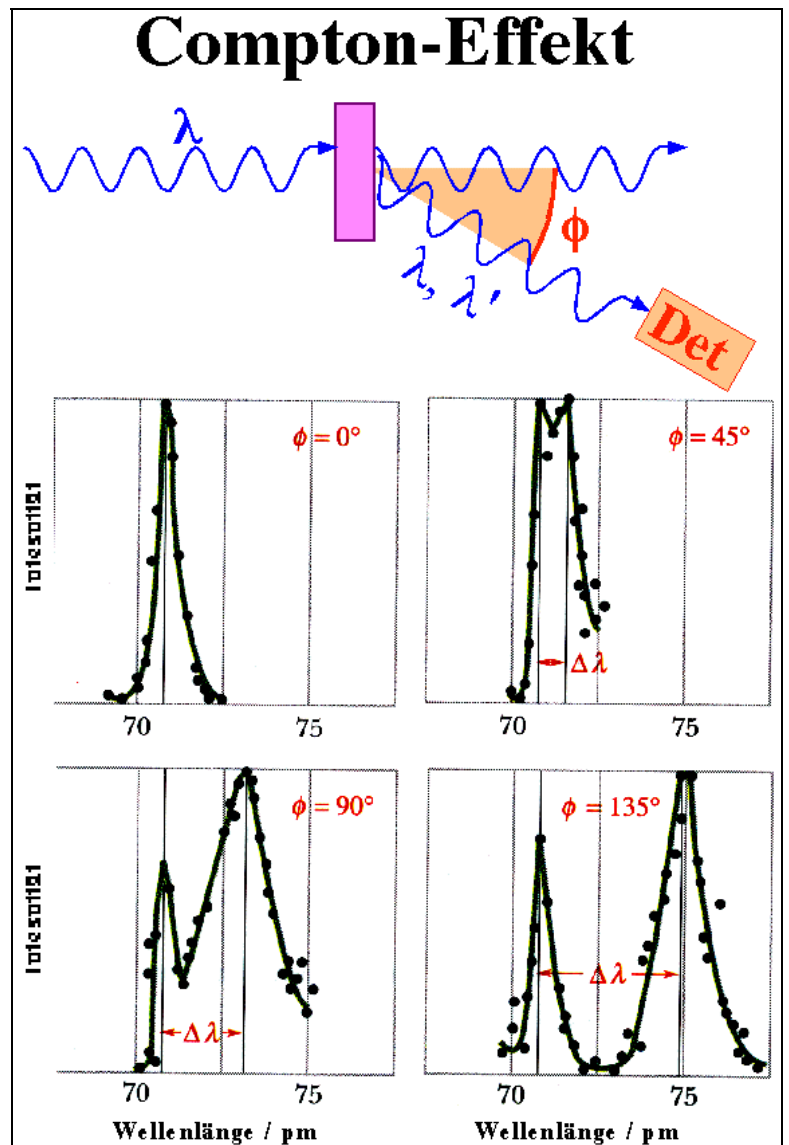 Compton-Effekt
λ
ϕ
λ, λ'
Det
ϕ = 0°
ϕ = 45°
Δλ
70 75
70 75
ϕ = 90°
ϕ = 135°
Δλ
Δλ
70 75
70 75
Wellenlänge / pm
Wellenlänge / pm